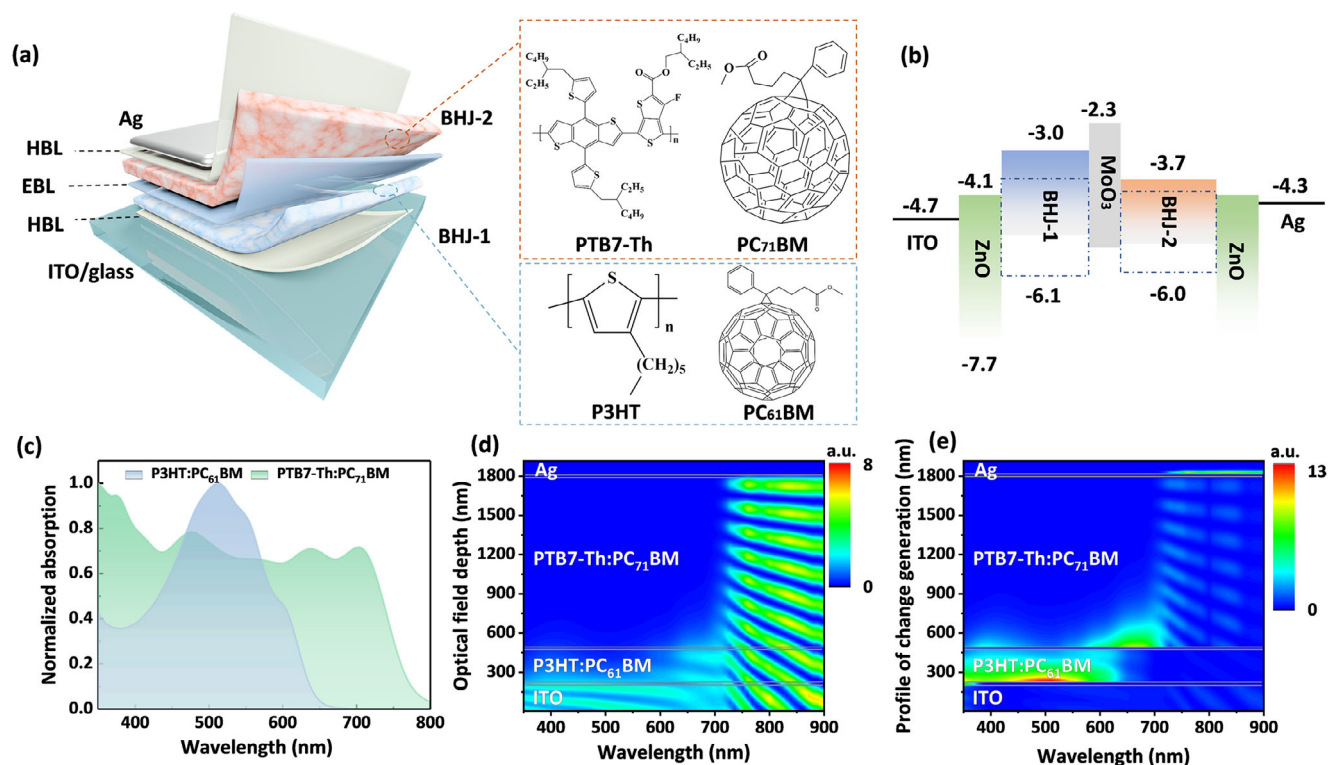 (a)
Ag
HBL
EBL
HBL
ITO/glass
BHJ-2
BHJ-1
C₄H₉
C₂H₅
S
S
S
S
C₂H₅
C₄H₉
C₄H₉
C₂H₅
O
O
F
S
S
n
PTB7-Th
O
O
PC₇₁BM
S
n
(CH₂)₅
P3HT
O
O
PC₆₁BM
(b)
-4.7
ITO
-4.1
ZnO
-7.7
-3.0
BHJ-1
-6.1
-2.3
MoO₃
-3.7
BHJ-2
-6.0
ZnO
-4.3
Ag
(c)
P3HT:PC₆₁BM
PTB7-Th:PC₇₁BM
Normalized absorption
1.0
0.8
0.6
0.4
0.2
0.0
400 500 600 700 800
Wavelength (nm)
(d)
Optical field depth (nm)
1800
1500
1200
900
600
300
Ag
PTB7-Th:PC₇₁BM
P3HT:PC₆₁BM
ITO
400 500 600 700 800 900
Wavelength (nm)
a.u.
8
0
(e)
Profile of change generation (nm)
1800
1500
1200
900
600
300
Ag
PTB7-Th:PC₇₁BM
P3HT:PC₆₁BM
ITO
400 500 600 700 800 900
Wavelength (nm)
a.u.
13
0